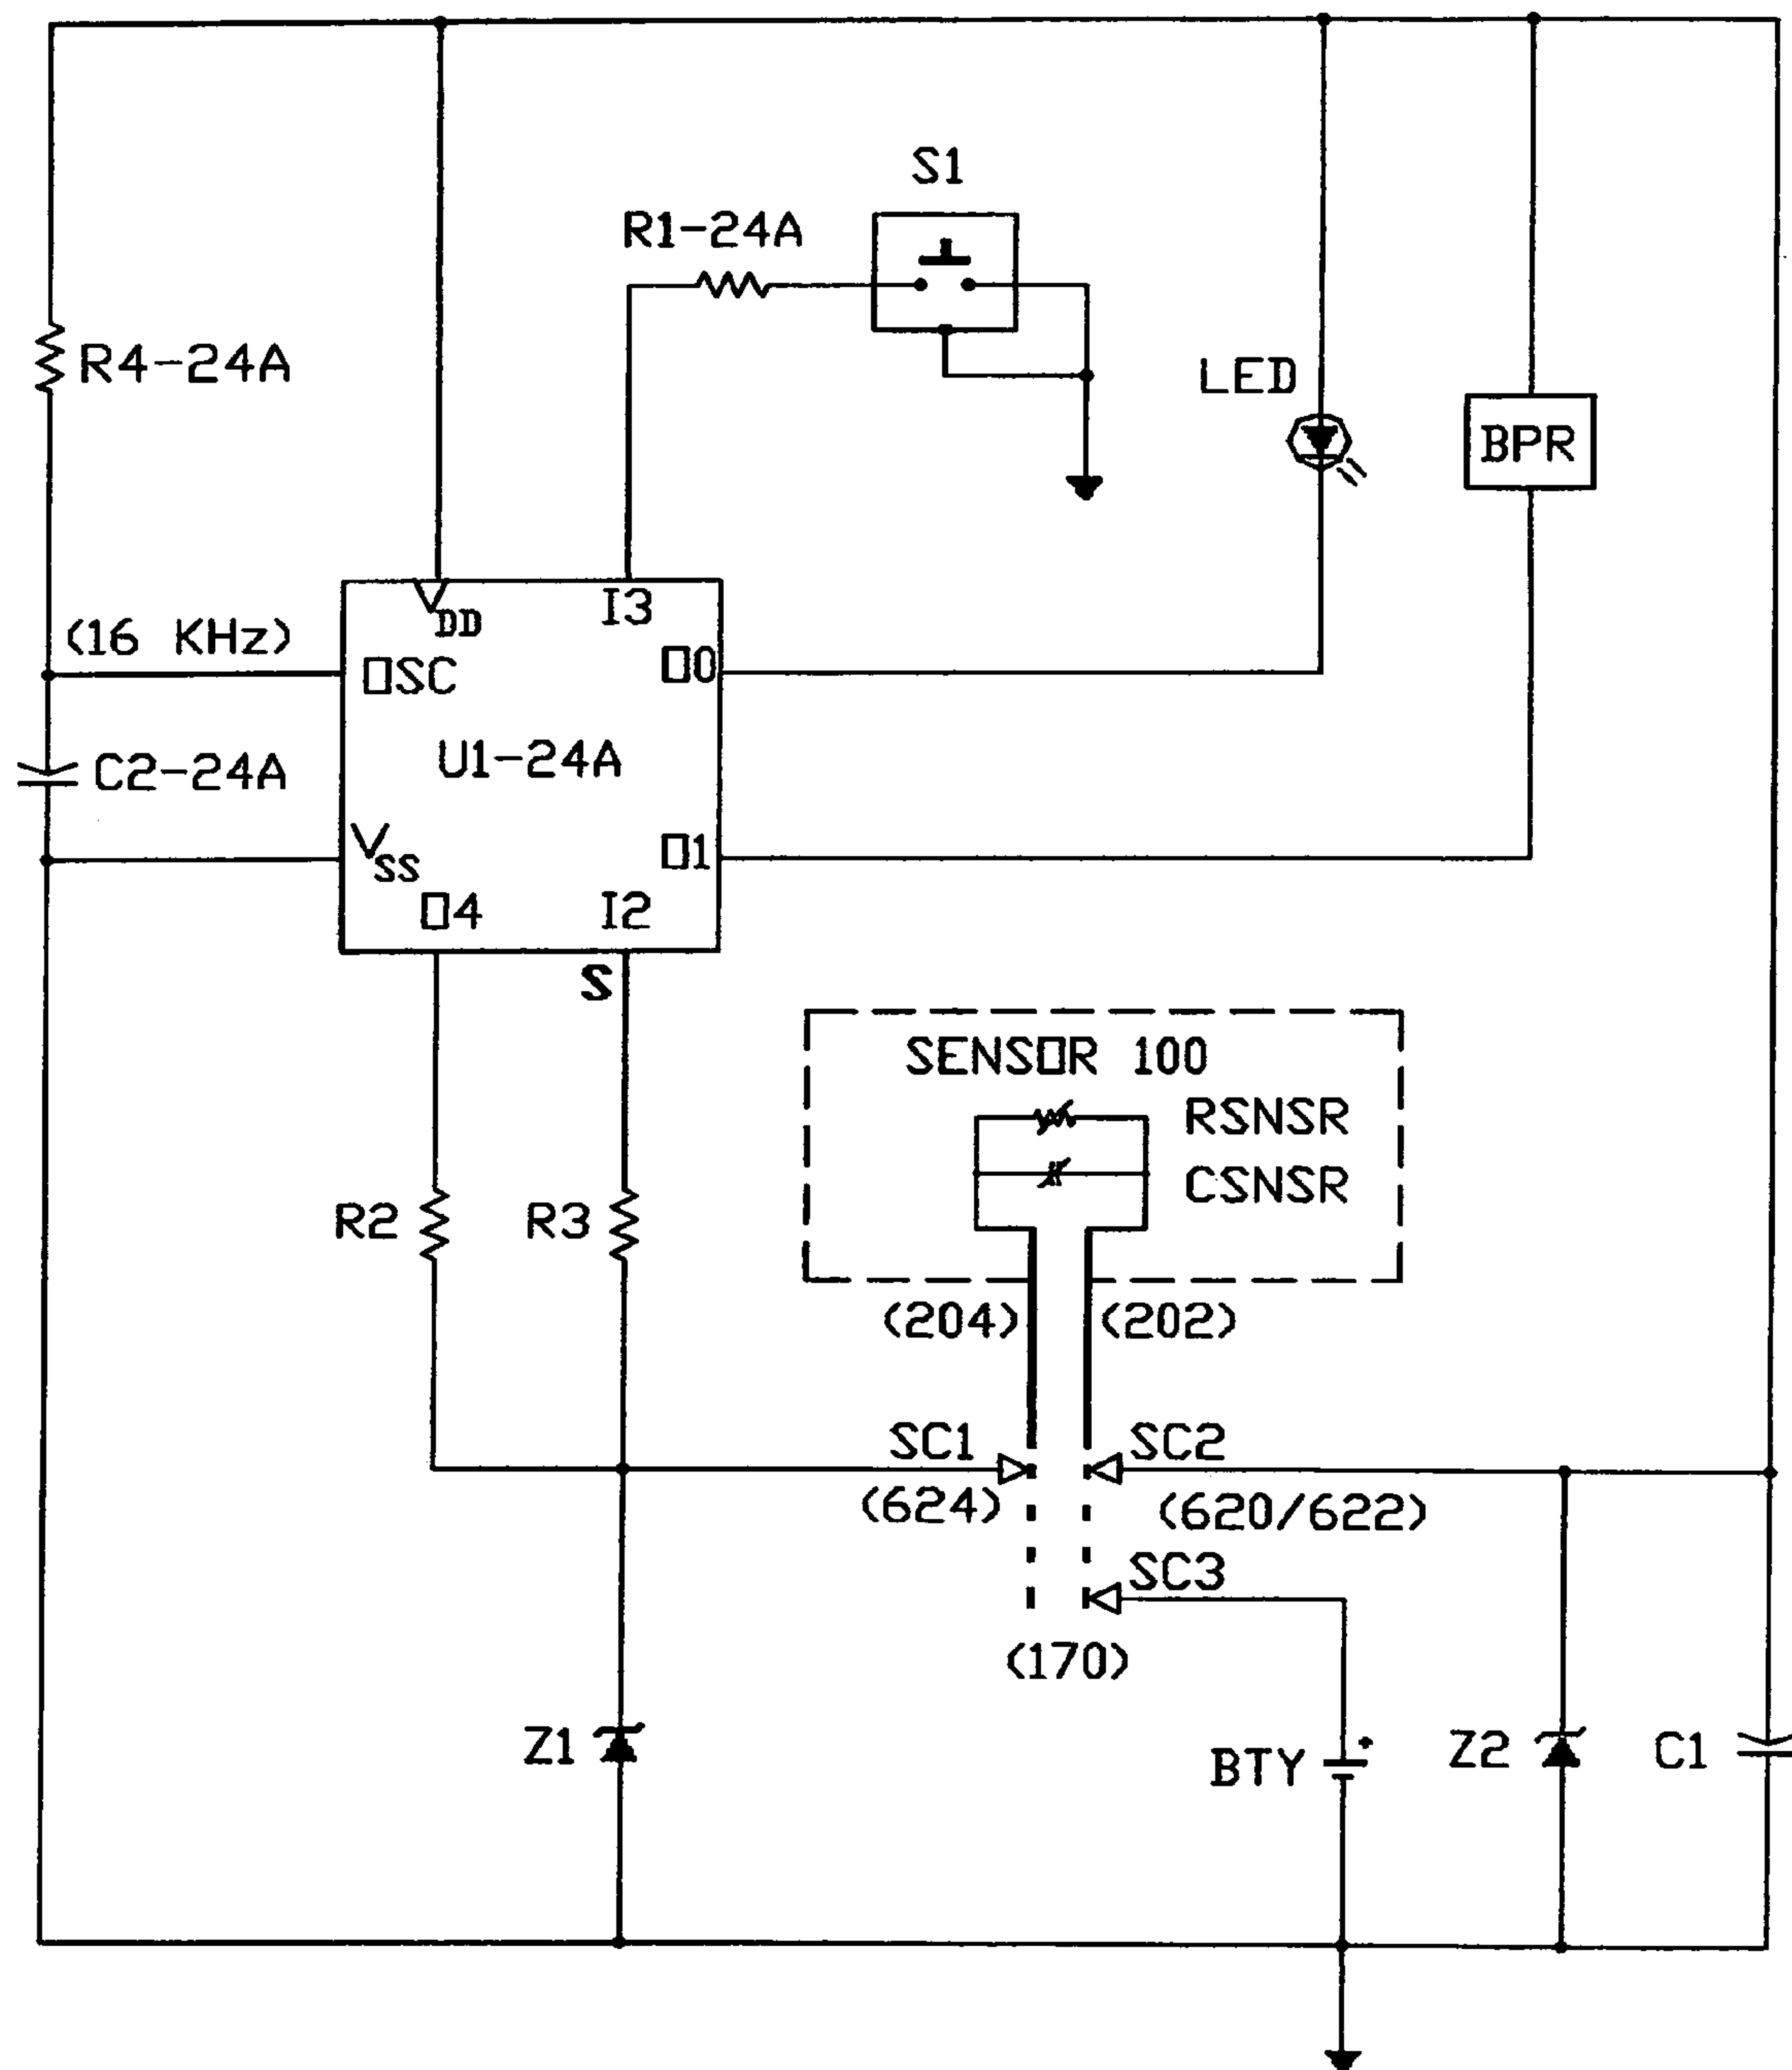 S1
R1-24A
R4-24A
LED
BPR
VDD
I3
(16 KHz)
OSC
O0
U1-24A
C2-24A
VSS
O1
O4
I2
S
SENSOR 100
RSNSR
CSNSR
R2
R3
(204)
(202)
SC1
SC2
(624)
(620/622)
SC3
(170)
Z1
BTY
+
Z2
C1